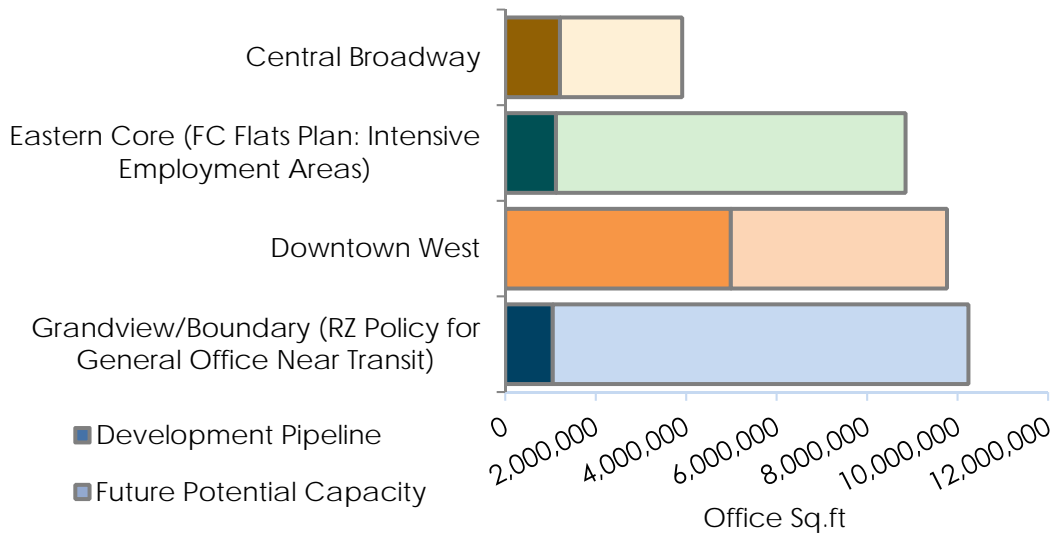 Central Broadway
Eastern Core (FC Flats Plan: Intensive
Employment Areas)
Downtown West
Grandview/Boundary (RZ Policy for
General Office Near Transit)
Development Pipeline
Future Potential Capacity
0
2,000,000
4,000,000
6,000,000
8,000,000
10,000,000
12,000,000
Office Sq.ft